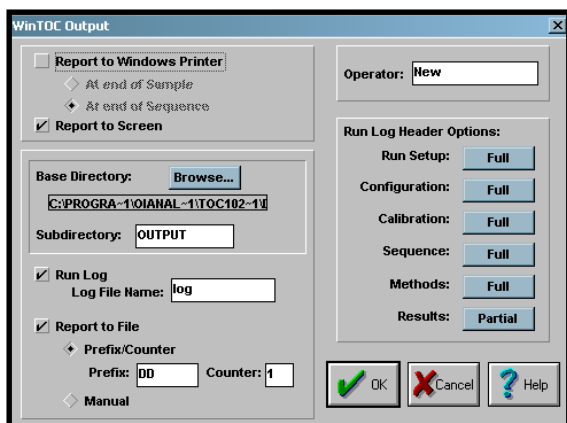 WinTOC Output
Report to Windows Printer
At end of Sample
At end of Sequence
Report to Screen
Base Directory: Browse...
C:\PROGRA~1\OIANAL~1\TOC102~1\
Subdirectory: OUTPUT
Run Log
Log File Name: log
Report to File
Prefix/Counter
Prefix: DD Counter: 1
Manual
Operator: New
Run Log Header Options:
Run Setup: Full
Configuration: Full
Calibration: Full
Sequence: Full
Methods: Full
Results: Partial
OK
Cancel
Help